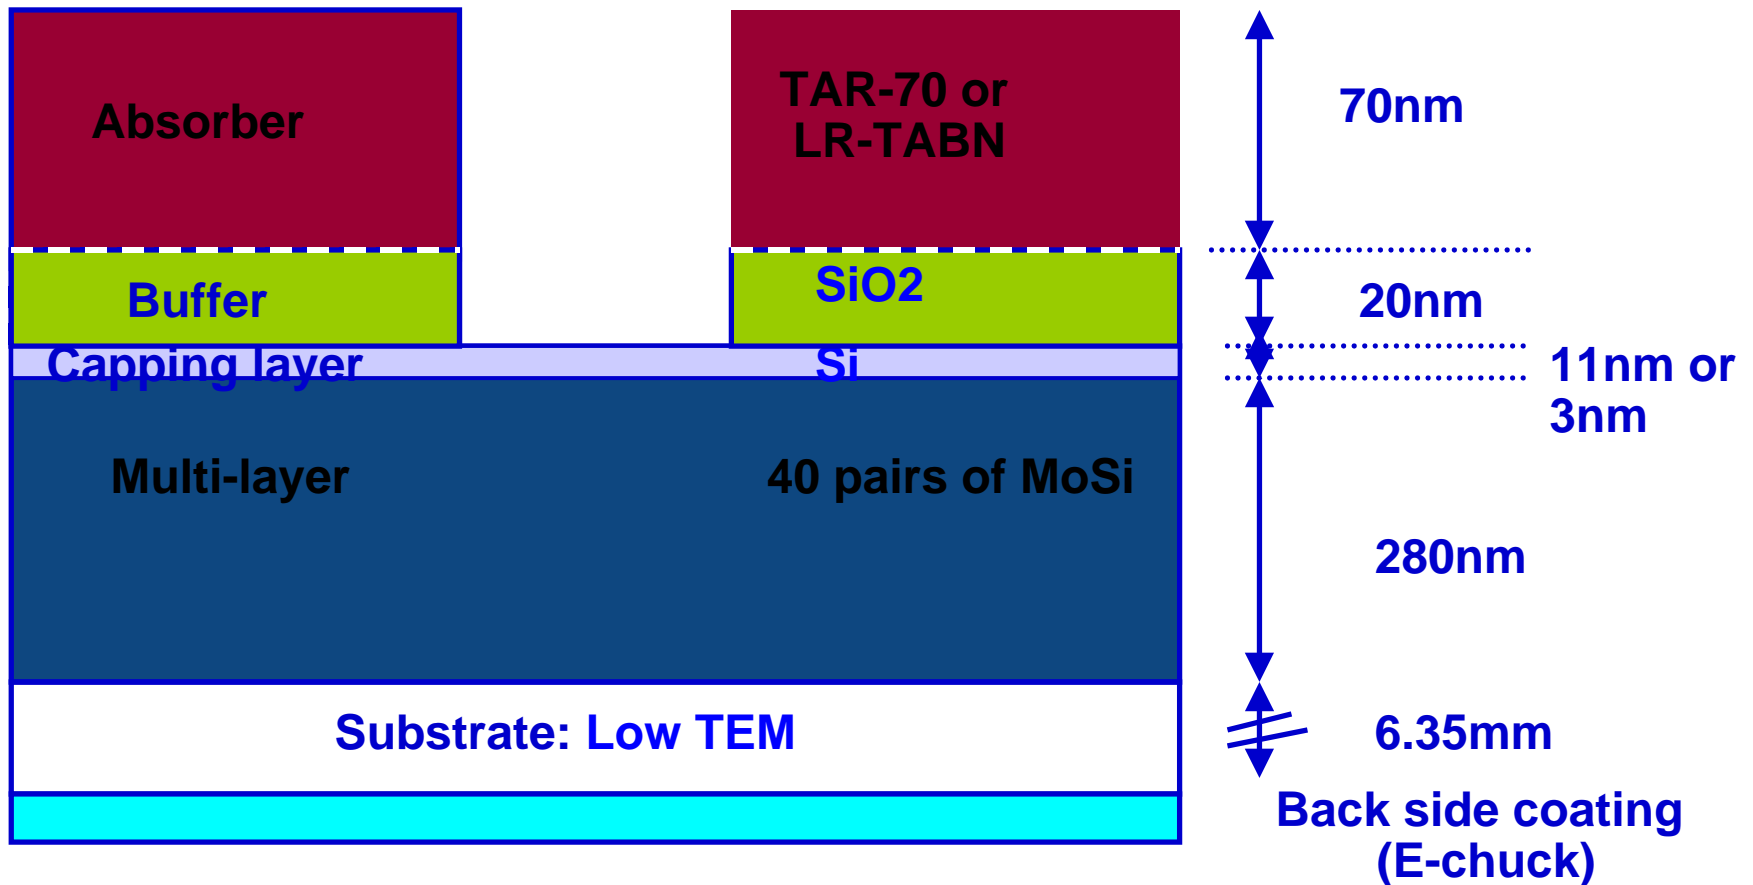 Absorber
TAR-70 or
LR-TABN
70nm
Buffer
SiO2
20nm
Capping layer
Si
11nm or
3nm
Multi-layer
40 pairs of MoSi
280nm
Substrate: Low TEM
6.35mm
Back side coating
(E-chuck)